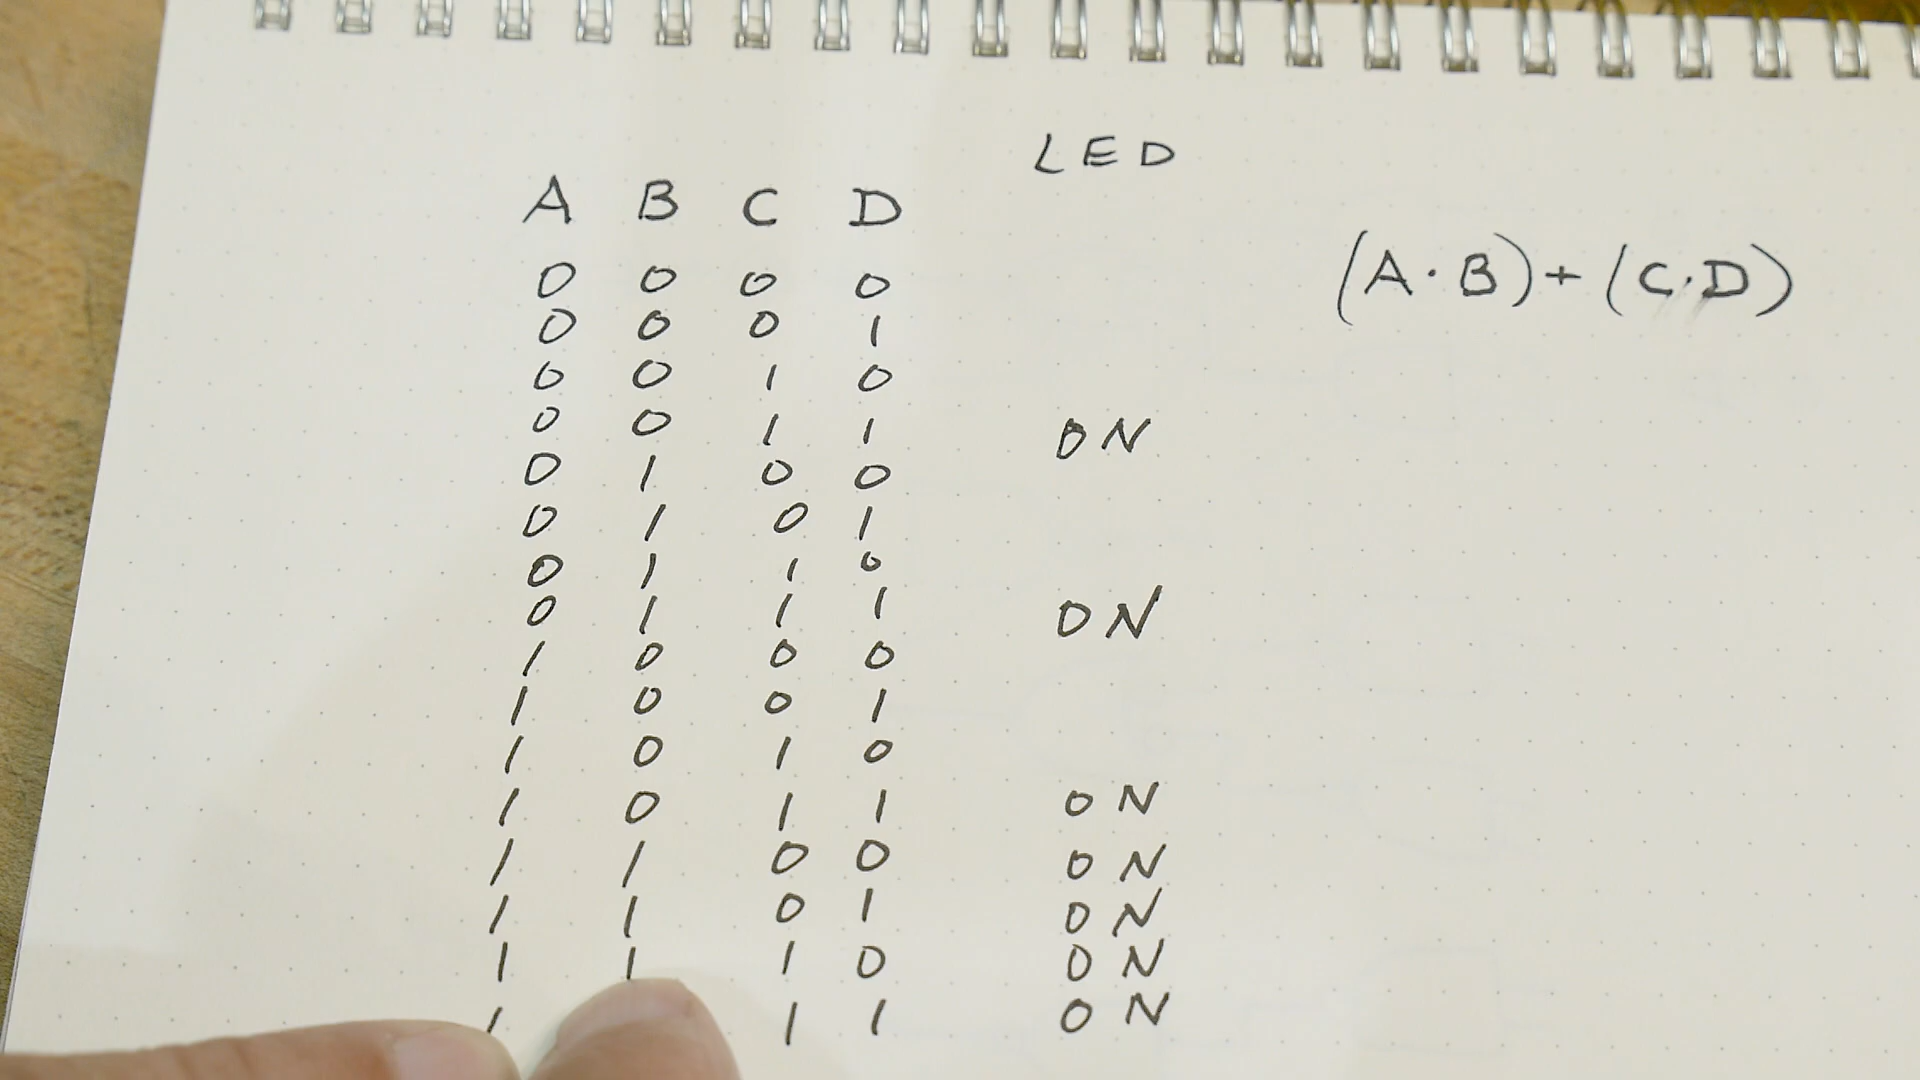 LED
A B C D
(A·B)+(C·D)
0 0 0 0
0 0 0 1
0 0 1 0
0 0 1 1 ON
0 1 0 0
0 1 0 1
0 1 1 0
0 1 1 1 ON
1 0 0 0
1 0 0 1
1 0 1 0
1 0 1 1 ON
1 1 0 0 ON
1 1 0 1 ON
1 1 1 0 ON
1 1 1 ON